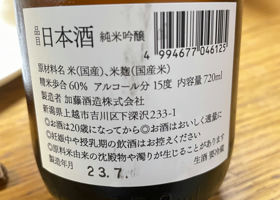 品目 日本酒 純米吟醸
4 994677 046125
原材料名 米(国産)、米麹(国産米)
精米歩合 60% アルコール分 15度 内容量 720ml
製造者 加藤酒造株式会社
新潟県上越市吉川区下深沢233-1
◎お酒は20歳になってから◎お酒はおいしく適量に
◎妊娠中や授乳期の飲酒はお控えください
◎原料米由来の沈殿物や濁りが生じることがあります
製造年月 生酒 要冷蔵
23.7.